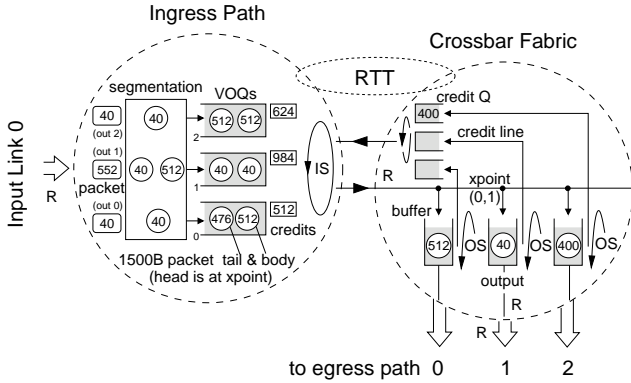 Ingress Path
Crossbar Fabric
RTT
segmentation
VOQs
credit Q
40
(out 2)
40
512
512
624
2
400
credit line
Input Link 0
R
(out 1)
552
packet
40
512
40
40
984
1
IS
R
xpoint
(0,1)
(out 0)
40
40
476
512
512
credits
0
buffer
512
OS
40
OS
400
OS
1500B packet tail & body
(head is at xpoint)
output
R
R
to egress path 0 1 2